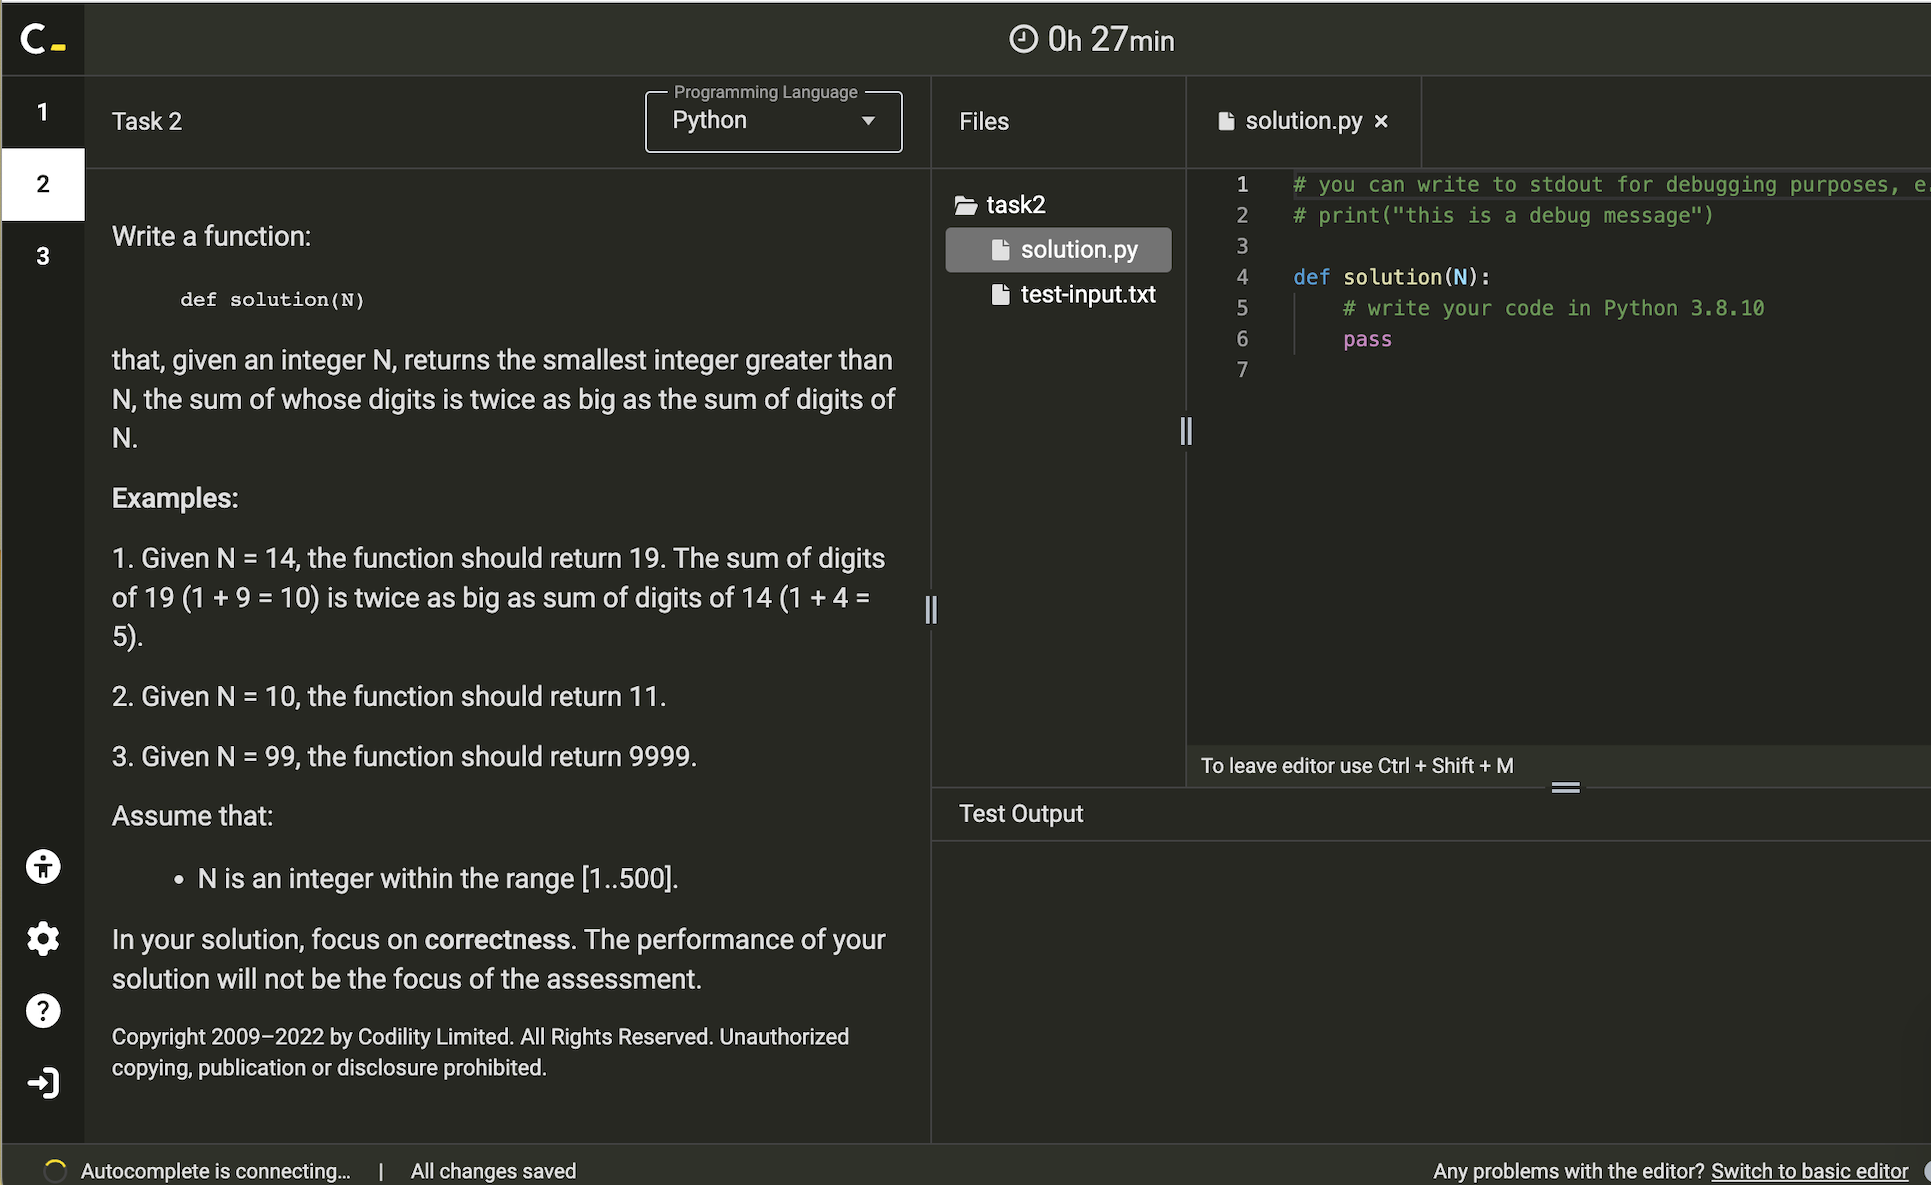 C_
0h 27min
1
2
3
Task 2
Programming Language
Python
Write a function:
def solution(N)
that, given an integer N, returns the smallest integer greater than
N, the sum of whose digits is twice as big as the sum of digits of
N.
Examples:
1. Given N = 14, the function should return 19. The sum of digits
of 19 (1 + 9 = 10) is twice as big as sum of digits of 14 (1 + 4 =
5).
2. Given N = 10, the function should return 11.
3. Given N = 99, the function should return 9999.
Assume that:
• N is an integer within the range [1..500].
In your solution, focus on correctness. The performance of your
solution will not be the focus of the assessment.
Copyright 2009–2022 by Codility Limited. All Rights Reserved. Unauthorized
copying, publication or disclosure prohibited.
Files
task2
solution.py
test-input.txt
solution.py ×
1 # you can write to stdout for debugging purposes, e.
2 # print("this is a debug message")
3
4 def solution(N):
5 # write your code in Python 3.8.10
6 pass
7
To leave editor use Ctrl + Shift + M
Test Output
Autocomplete is connecting... | All changes saved
Any problems with the editor? Switch to basic editor